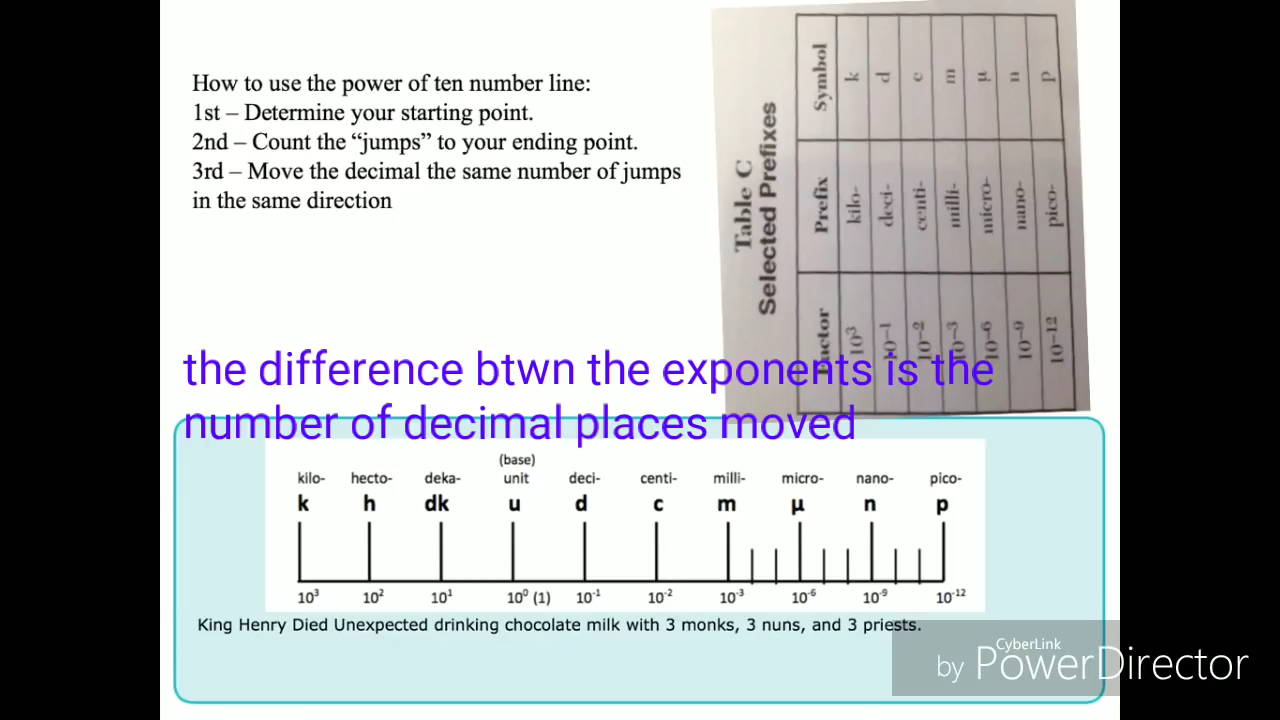 How to use the power of ten number line:
1st – Determine your starting point.
2nd – Count the “jumps” to your ending point.
3rd – Move the decimal the same number of jumps
in the same direction
Table C
Selected Prefixes
Factor Prefix Symbol
10³ kilo- k
10⁻¹ deci- d
10⁻² centi- c
10⁻³ milli- m
10⁻⁶ micro- μ
10⁻⁹ nano- n
10⁻¹² pico- p
the difference btwn the exponents is the
number of decimal places moved
(base)
kilo- hecto- deka- unit deci- centi- milli- micro- nano- pico-
k h dk u d c m μ n p
10³ 10² 10¹ 10⁰ (1) 10⁻¹ 10⁻² 10⁻³ 10⁻⁶ 10⁻⁹ 10⁻¹²
King Henry Died Unexpected drinking chocolate milk with 3 monks, 3 nuns, and 3 priests.
CyberLink
by PowerDirector